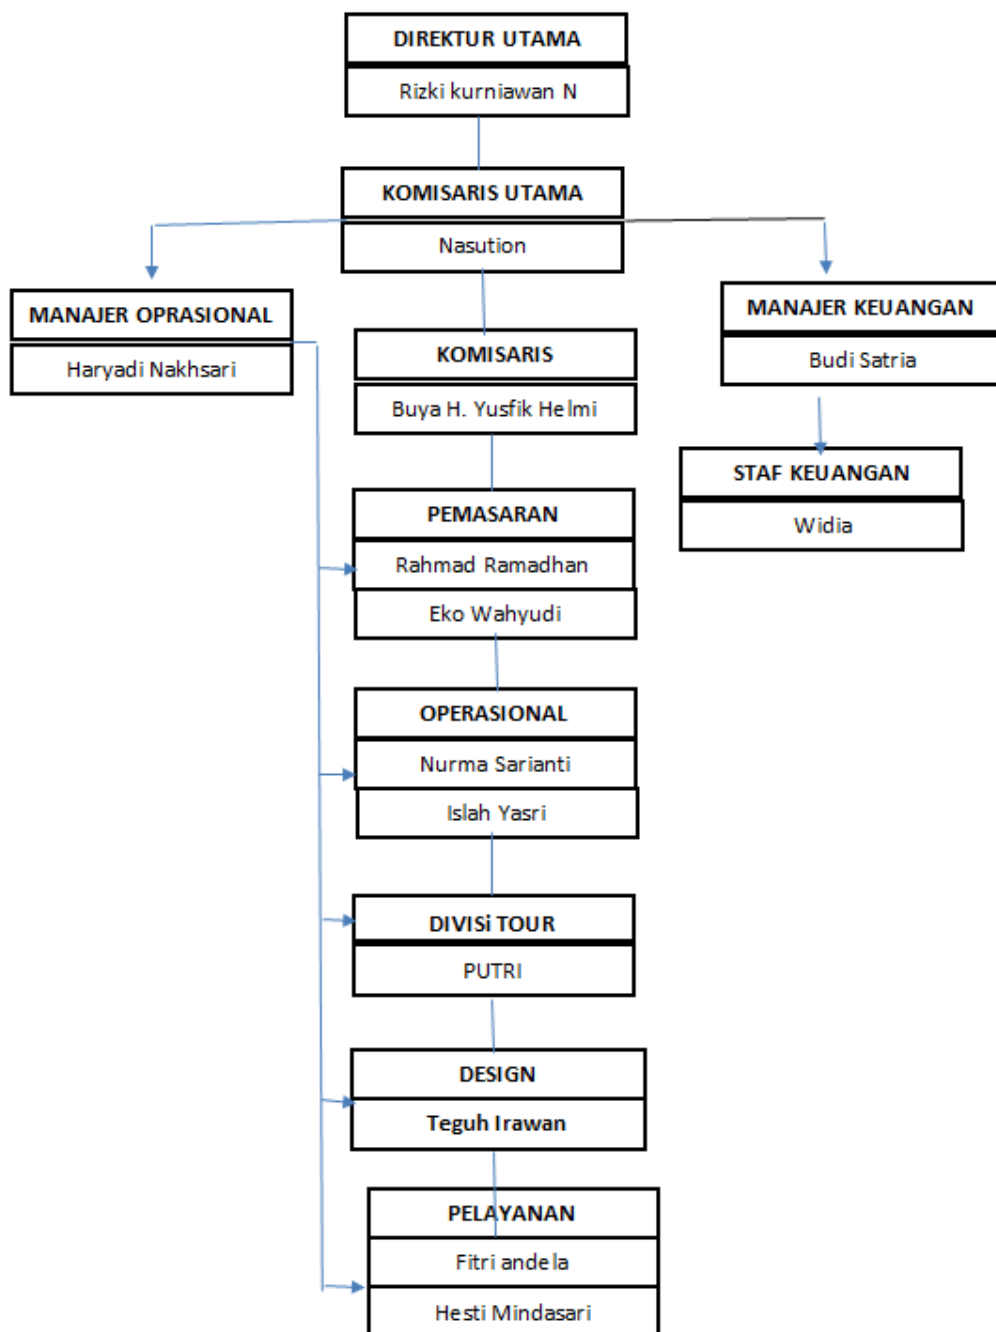 DIREKTUR UTAMA
Rizki kurniawan N
KOMISARIS UTAMA
Nasution
MANAJER OPRASIONAL
Haryadi Nakhsari
MANAJER KEUANGAN
Budi Satria
KOMISARIS
Buya H. Yusfik Helmi
STAF KEUANGAN
Widia
PEMASARAN
Rahmad Ramadhan
Eko Wahyudi
OPERASIONAL
Nurma Sarianti
Islah Yasri
DIVISi TOUR
PUTRI
DESIGN
Teguh Irawan
PELAYANAN
Fitri andela
Hesti Mindasari